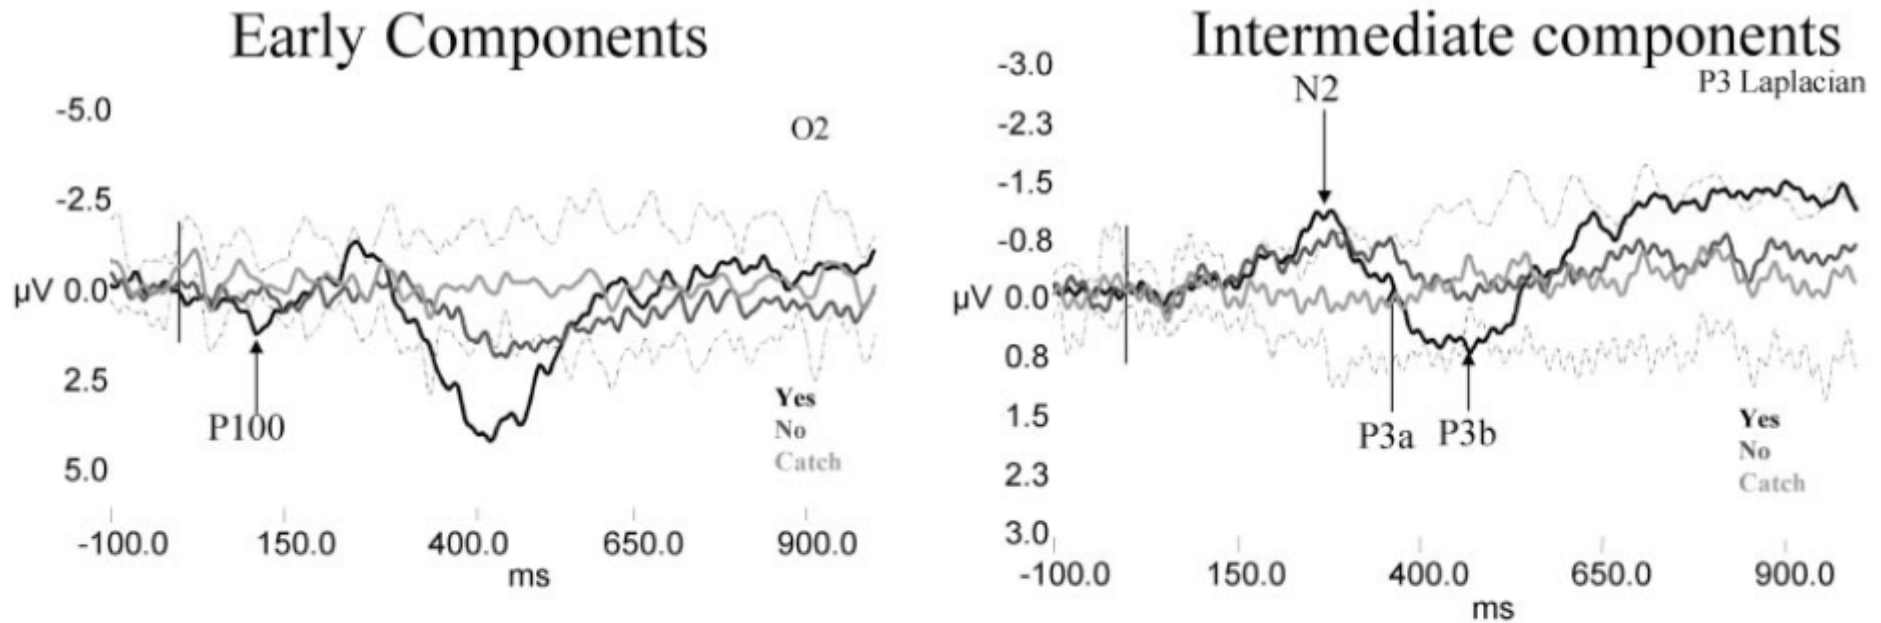 Early Components
-5.0
O2
-2.5
µV 0.0
2.5
P100
5.0
Yes
No
Catch
-100.0 150.0 400.0 650.0 900.0
ms
Intermediate components
-3.0
P3 Laplacian
N2
-2.3
-1.5
-0.8
µV 0.0
0.8
1.5
P3a P3b
2.3
3.0
Yes
No
Catch
-100.0 150.0 400.0 650.0 900.0
ms